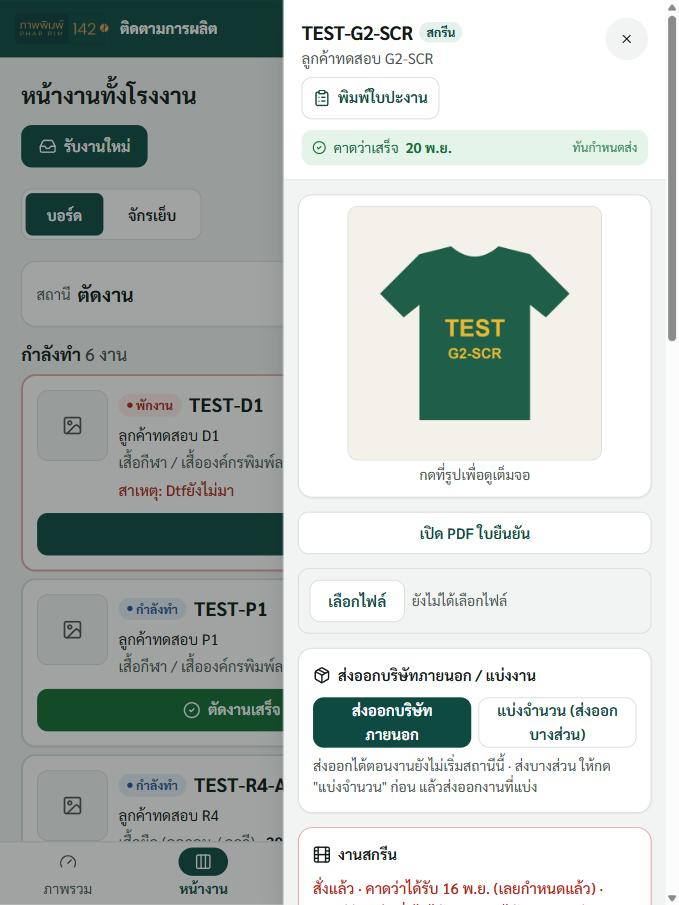 ภาพพิมพ์ 142
PHAP PIM
ติดตามการผลิต
หน้างานทั้งโรงงาน
รับงานใหม่
บอร์ด
จักรเย็บ
สถานี ตัดงาน
กำลังทำ 6 งาน
พักงาน TEST-D1
ลูกค้าทดสอบ D1
เสื้อกีฬา / เสื้อองค์กรพิมพ์ล
สาเหตุ: Dtfยังไม่มา
กำลังทำ TEST-P1
ลูกค้าทดสอบ P1
เสื้อกีฬา / เสื้อองค์กรพิมพ์ล
ตัดงานเสร็จ
กำลังทำ TEST-R4-A
ลูกค้าทดสอบ R4
ภาพรวม
หน้างาน
TEST-G2-SCR สกรีน
ลูกค้าทดสอบ G2-SCR
×
พิมพ์ใบปะงาน
คาดว่าเสร็จ 20 พ.ย. ทันกำหนดส่ง
TEST
G2-SCR
กดที่รูปเพื่อดูเต็มจอ
เปิด PDF ใบยืนยัน
เลือกไฟล์ ยังไม่ได้เลือกไฟล์
ส่งออกบริษัทภายนอก / แบ่งงาน
ส่งออกบริษัท
ภายนอก
แบ่งจำนวน (ส่งออก
บางส่วน)
ส่งออกได้ตอนงานยังไม่เริ่มสถานีนี้ · ส่งบางส่วน ให้กด
"แบ่งจำนวน" ก่อน แล้วส่งออกงานที่แบ่ง
งานสกรีน
สั่งแล้ว · คาดว่าได้รับ 16 พ.ย. (เลยกำหนดแล้ว) ·